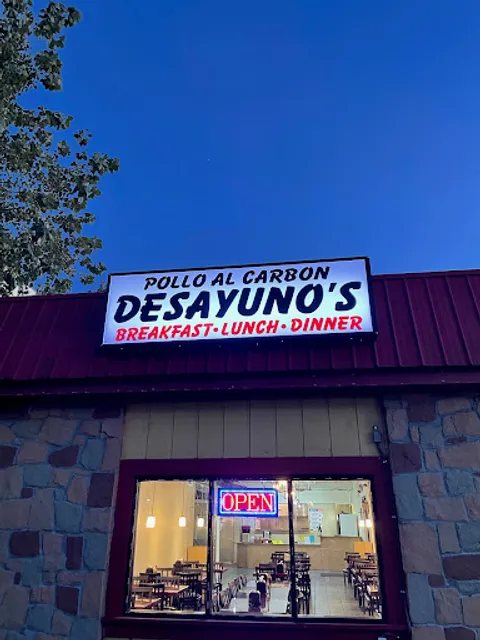 POLLO AL CARBON
DESAYUNO'S
BREAKFAST • LUNCH • DINNER
OPEN